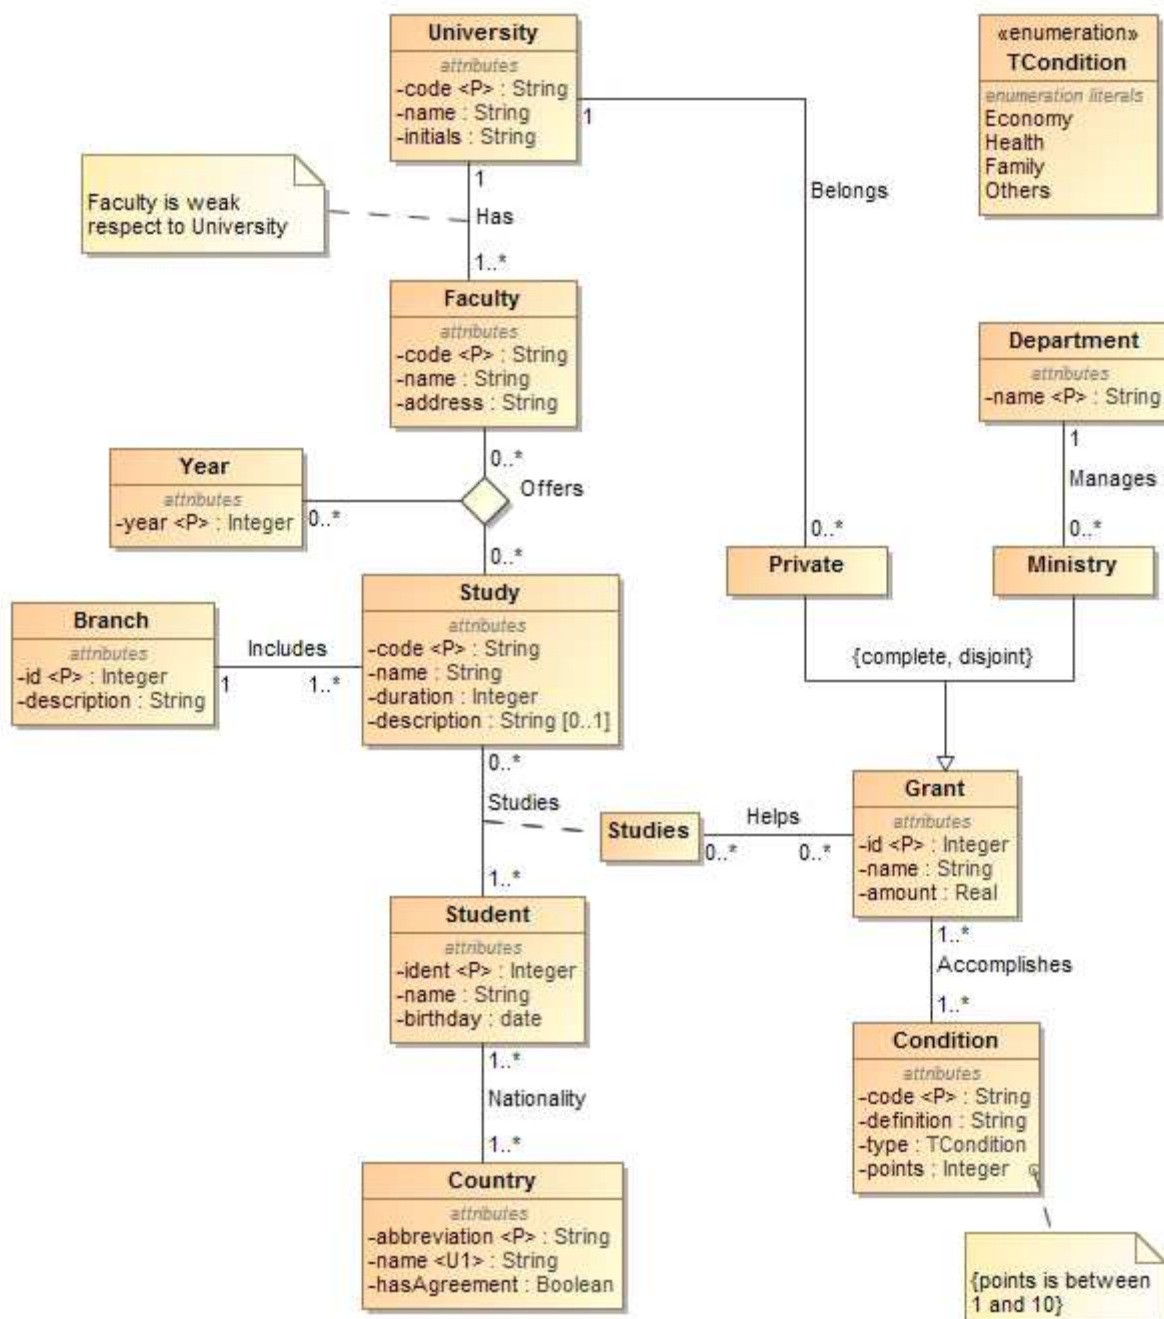 University
attributes
-code <P> : String
-name : String
-initials : String
«enumeration»
TCondition
enumeration literals
Economy
Health
Family
Others
1
1
Belongs
Faculty is weak
respect to University
Has
1..*
Faculty
attributes
-code <P> : String
-name : String
-address : String
Department
attributes
-name <P> : String
1
Manages
0..*
0..*
Private
Ministry
{complete, disjoint}
0..*
Offers
Year
attributes
-year <P> : Integer
0..*
0..*
Study
attributes
-code <P> : String
-name : String
-duration : Integer
-description : String [0..1]
Branch
attributes
-id <P> : Integer
-description : String
Includes
1
1..*
0..*
Studies
Studies
Helps
0..*
0..*
Grant
attributes
-id <P> : Integer
-name : String
-amount : Real
1..*
Student
attributes
-ident <P> : Integer
-name : String
-birthday : date
1..*
Accomplishes
1..*
Condition
attributes
-code <P> : String
-definition : String
-type : TCondition
-points : Integer
1..*
Nationality
1..*
Country
attributes
-abbreviation <P> : String
-name <U1> : String
-hasAgreement : Boolean
{points is between
1 and 10}